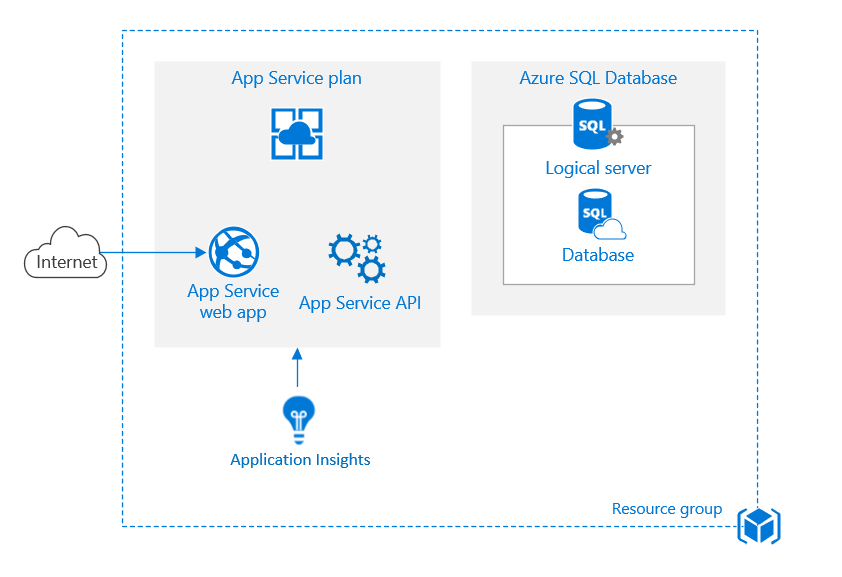 App Service plan
Azure SQL Database
SQL
Logical server
SQL
Database
Internet
App Service
web app
App Service API
Application Insights
Resource group